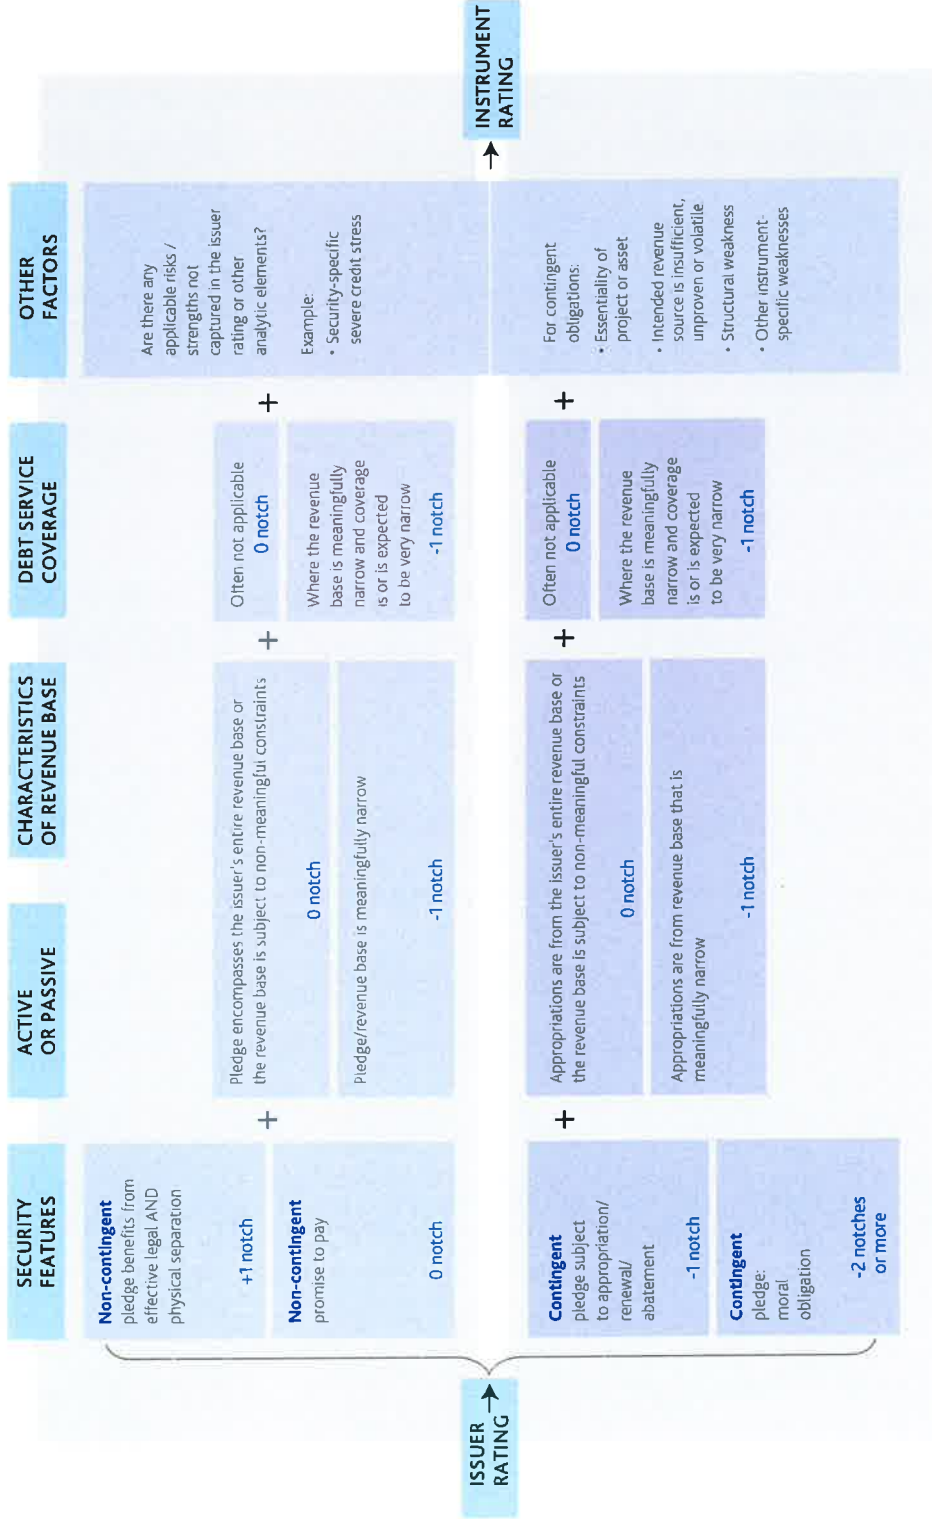 SECURITY
FEATURES
ACTIVE
OR PASSIVE
CHARACTERISTICS
OF REVENUE BASE
DEBT SERVICE
COVERAGE
OTHER
FACTORS
ISSUER
RATING
Non-contingent
pledge benefits from
effective legal AND
physical separation
+1 notch
Non-contingent
promise to pay
0 notch
+
Pledge encompasses the issuer's entire revenue base or
the revenue base is subject to non-meaningful constraints
0 notch
Pledge/revenue base is meaningfully narrow
-1 notch
+
Often not applicable
0 notch
Where the revenue
base is meaningfully
narrow and coverage
is or is expected
to be very narrow
-1 notch
+
Are there any
applicable risks /
strengths not
captured in the issuer
rating or other
analytic elements?
Example:
• Security-specific
severe credit stress
Contingent
pledge subject
to appropriation/
renewal/
abatement
-1 notch
Contingent
pledge:
moral
obligation
-2 notches
or more
+
Appropriations are from the issuer's entire revenue base or
the revenue base is subject to non-meaningful constraints
0 notch
Appropriations are from revenue base that is
meaningfully narrow
-1 notch
+
Often not applicable
0 notch
Where the revenue
base is meaningfully
narrow and coverage
is or is expected
to be very narrow
-1 notch
+
For contingent
obligations:
• Essentiality of
project or asset
• Intended revenue
source is insufficient,
unproven or volatile
• Structural weakness
• Other instrument-
specific weaknesses
INSTRUMENT
RATING